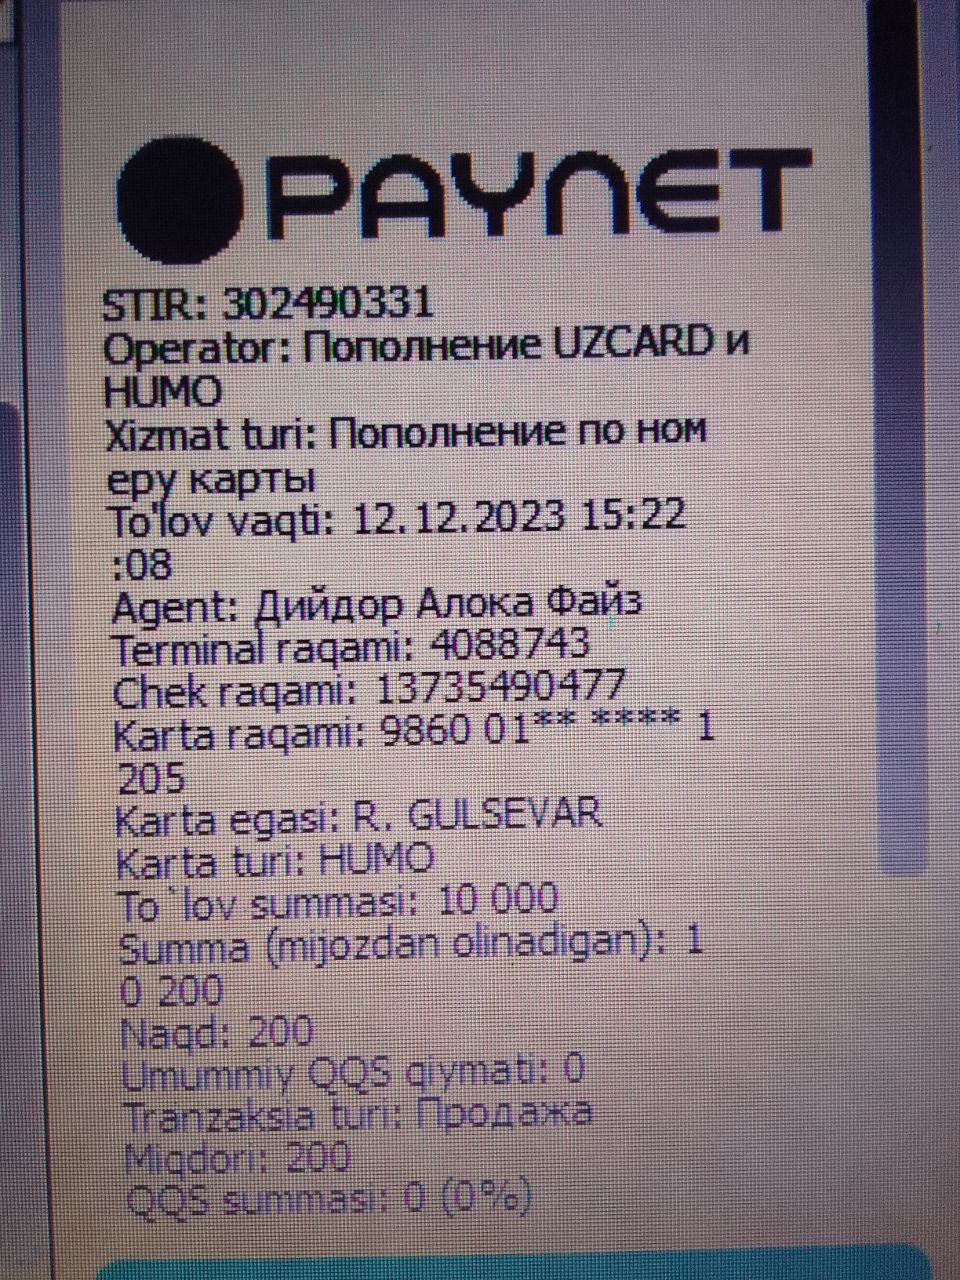 PAYNET
STIR: 302490331
Operator: Пополнение UZCARD и
HUMO
Xizmat turi: Пополнение по ном
еру карты
To'lov vaqti: 12.12.2023 15:22
:08
Agent: Дийдор Алока Файз
Terminal raqami: 4088743
Chek raqami: 13735490477
Karta raqami: 9860 01** **** 1
205
Karta egasi: R. GULSEVAR
Karta turi: HUMO
To`lov summasi: 10 000
Summa (mijozdan olinadigan): 1
0 200
Naqd: 200
Umummiy QQS qiymati: 0
Tranzaksia turi: Продажа
Miqdori: 200
QQS summasi: 0 (0%)